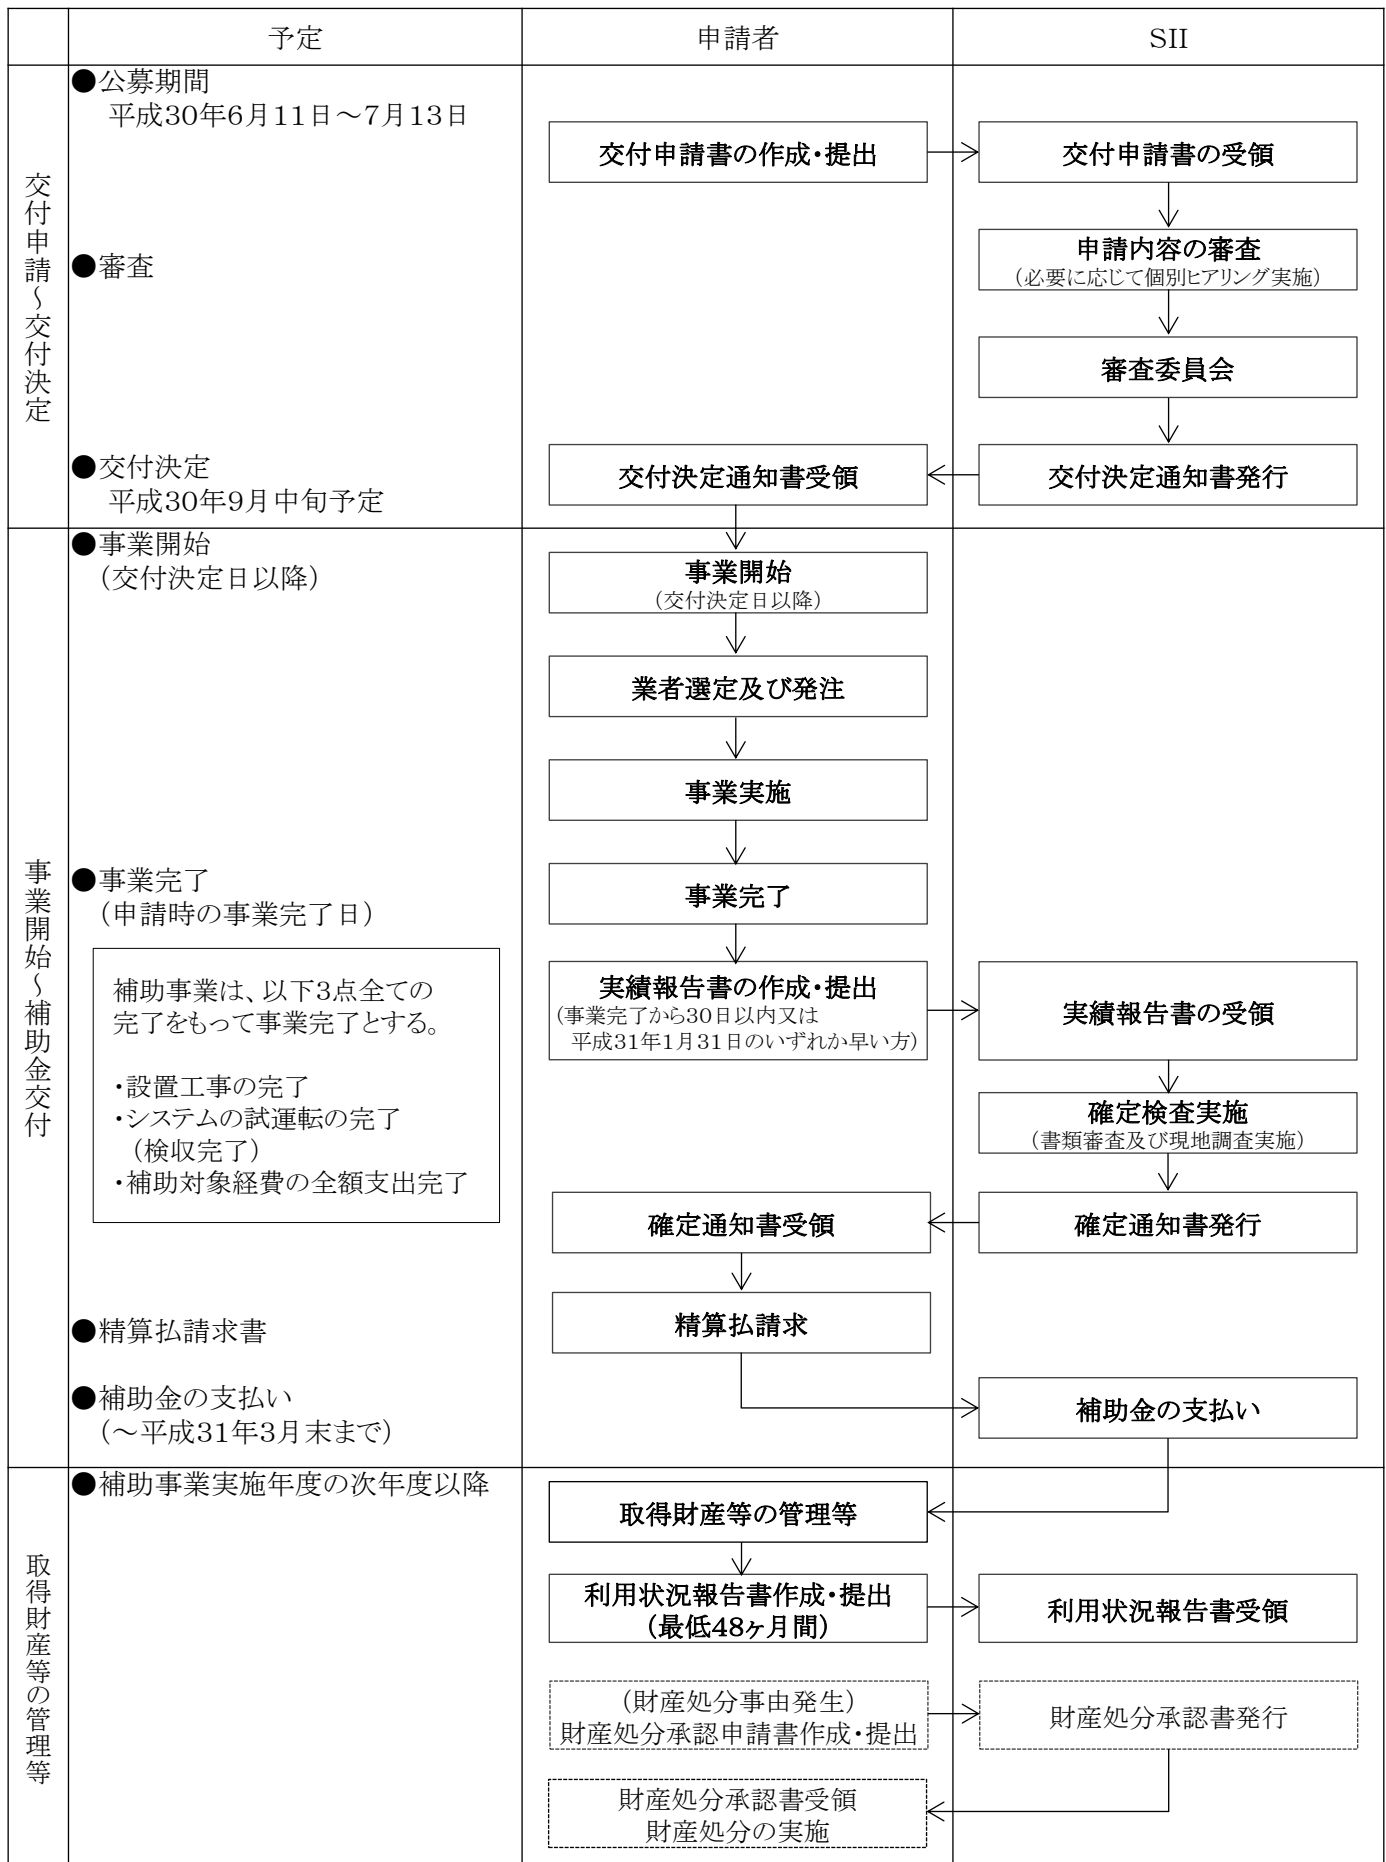 予定
申請者
SII
交付申請～交付決定
●公募期間
平成30年6月11日～7月13日
交付申請書の作成・提出
交付申請書の受領
●審査
申請内容の審査
（必要に応じて個別ヒアリング実施）
審査委員会
●交付決定
平成30年9月中旬予定
交付決定通知書受領
交付決定通知書発行
事業開始～補助金交付
●事業開始
（交付決定日以降）
事業開始
（交付決定日以降）
業者選定及び発注
事業実施
●事業完了
（申請時の事業完了日）
事業完了
補助事業は、以下3点全ての
完了をもって事業完了とする。
・設置工事の完了
・システムの試運転の完了
（検収完了）
・補助対象経費の全額支出完了
実績報告書の作成・提出
（事業完了から30日以内又は
平成31年1月31日のいずれか早い方）
実績報告書の受領
確定検査実施
（書類審査及び現地調査実施）
確定通知書受領
確定通知書発行
●精算払請求書
精算払請求
●補助金の支払い
（～平成31年3月末まで）
補助金の支払い
取得財産等の管理等
●補助事業実施年度の次年度以降
取得財産等の管理等
利用状況報告書作成・提出
（最低48ヶ月間）
利用状況報告書受領
（財産処分事由発生）
財産処分承認申請書作成・提出
財産処分承認書発行
財産処分承認書受領
財産処分の実施